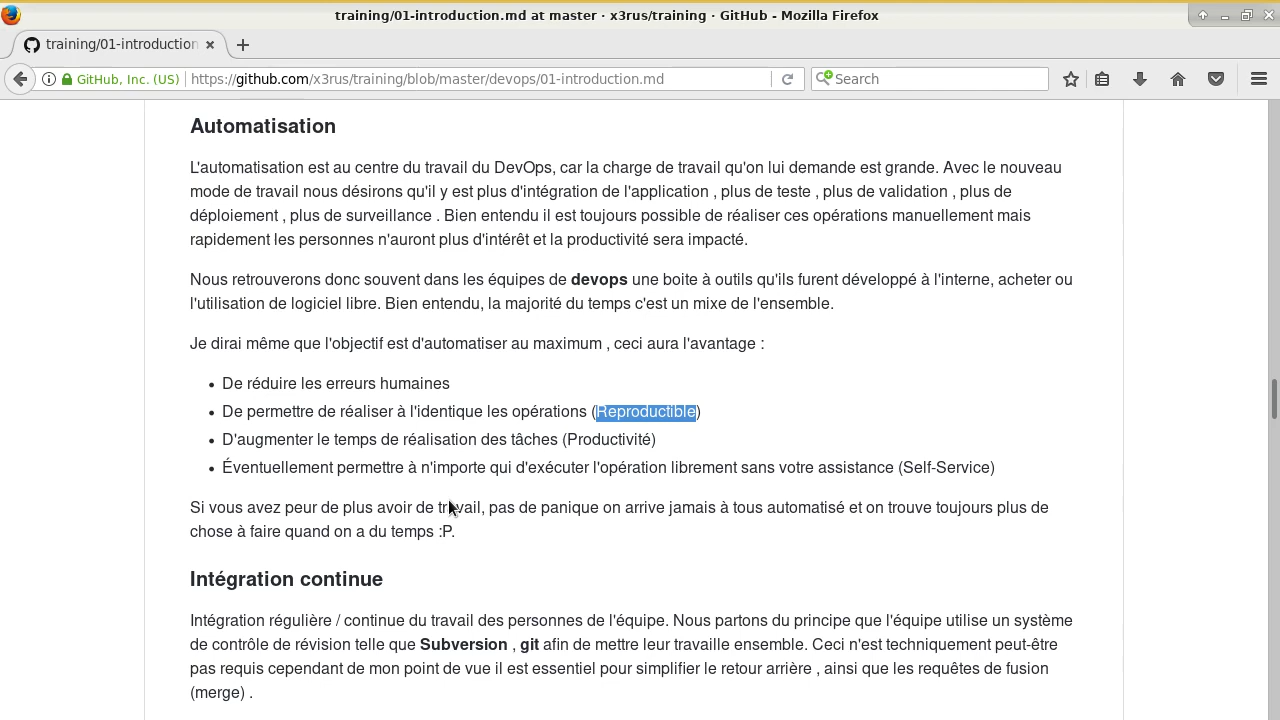 training/01-introduction.md at master · x3rus/training · GitHub - Mozilla Firefox
training/01-introduction
GitHub, Inc. (US)
https://github.com/x3rus/training/blob/master/devops/01-introduction.md
Search
Automatisation
L'automatisation est au centre du travail du DevOps, car la charge de travail qu'on lui demande est grande. Avec le nouveau
mode de travail nous désirons qu'il y est plus d'intégration de l'application , plus de teste , plus de validation , plus de
déploiement , plus de surveillance . Bien entendu il est toujours possible de réaliser ces opérations manuellement mais
rapidement les personnes n'auront plus d'intérêt et la productivité sera impacté.
Nous retrouverons donc souvent dans les équipes de devops une boite à outils qu'ils furent développé à l'interne, acheter ou
l'utilisation de logiciel libre. Bien entendu, la majorité du temps c'est un mixe de l'ensemble.
Je dirai même que l'objectif est d'automatiser au maximum , ceci aura l'avantage :
• De réduire les erreurs humaines
• De permettre de réaliser à l'identique les opérations (Reproductible)
• D'augmenter le temps de réalisation des tâches (Productivité)
• Éventuellement permettre à n'importe qui d'exécuter l'opération librement sans votre assistance (Self-Service)
Si vous avez peur de plus avoir de travail, pas de panique on arrive jamais à tous automatisé et on trouve toujours plus de
chose à faire quand on a du temps :P.
Intégration continue
Intégration régulière / continue du travail des personnes de l'équipe. Nous partons du principe que l'équipe utilise un système
de contrôle de révision telle que Subversion , git afin de mettre leur travaille ensemble. Ceci n'est techniquement peut-être
pas requis cependant de mon point de vue il est essentiel pour simplifier le retour arrière , ainsi que les requêtes de fusion
(merge) .